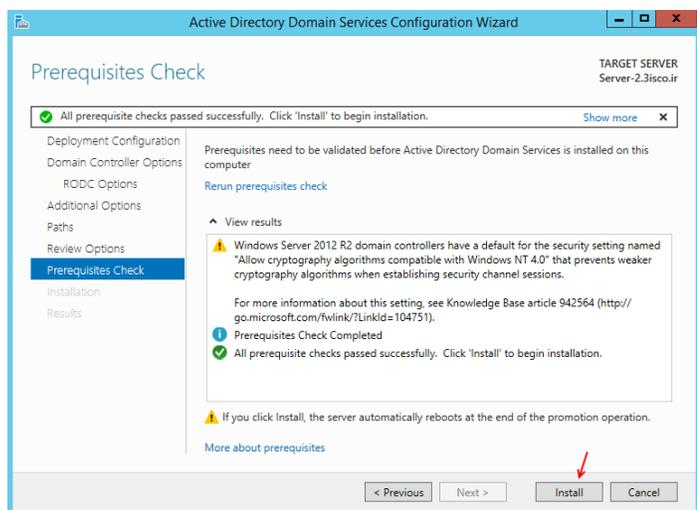 Active Directory Domain Services Configuration Wizard
Prerequisites Check
TARGET SERVER
Server-2.3isco.ir
All prerequisite checks passed successfully. Click 'Install' to begin installation.
Show more
Deployment Configuration
Domain Controller Options
RODC Options
Additional Options
Paths
Review Options
Prerequisites Check
Installation
Results
Prerequisites need to be validated before Active Directory Domain Services is installed on this
computer
Rerun prerequisites check
View results
Windows Server 2012 R2 domain controllers have a default for the security setting named
"Allow cryptography algorithms compatible with Windows NT 4.0" that prevents weaker
cryptography algorithms when establishing security channel sessions.
For more information about this setting, see Knowledge Base article 942564 (http://
go.microsoft.com/fwlink/?LinkId=104751).
Prerequisites Check Completed
All prerequisite checks passed successfully. Click 'Install' to begin installation.
If you click Install, the server automatically reboots at the end of the promotion operation.
More about prerequisites
< Previous
Next >
Install
Cancel